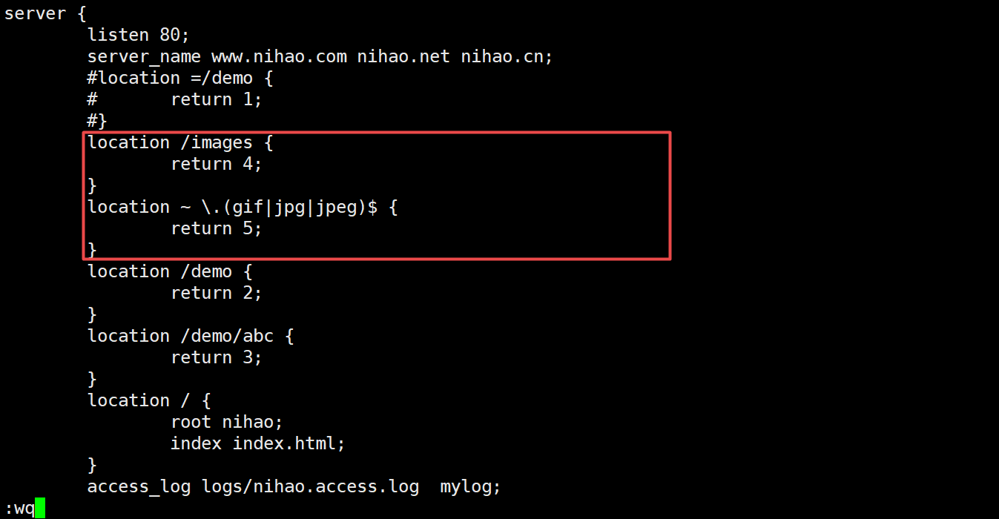 server {
        listen 80;
        server_name www.nihao.com nihao.net nihao.cn;
        #location =/demo {
        #       return 1;
        #}
        location /images {
                return 4;
        }
        location ~ \.(gif|jpg|jpeg)$ {
                return 5;
        }
        location /demo {
                return 2;
        }
        location /demo/abc {
                return 3;
        }
        location / {
                root nihao;
                index index.html;
        }
        access_log logs/nihao.access.log  mylog;
:wq